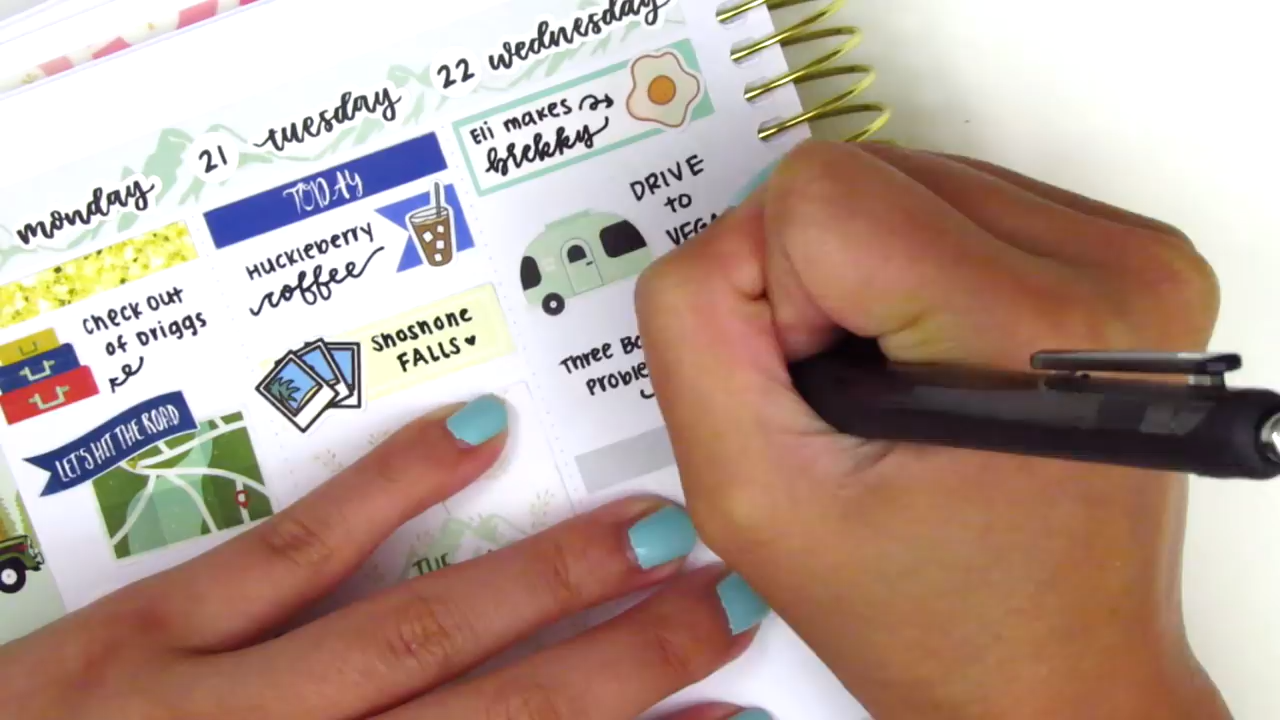 monday
21 tuesday
22 wednesday
check out
of Driggs
LET'S HIT THE ROAD
TODAY
Huckleberry
coffee
Shoshone
FALLS
THE
Eli makes
brekky
DRIVE
to
Three